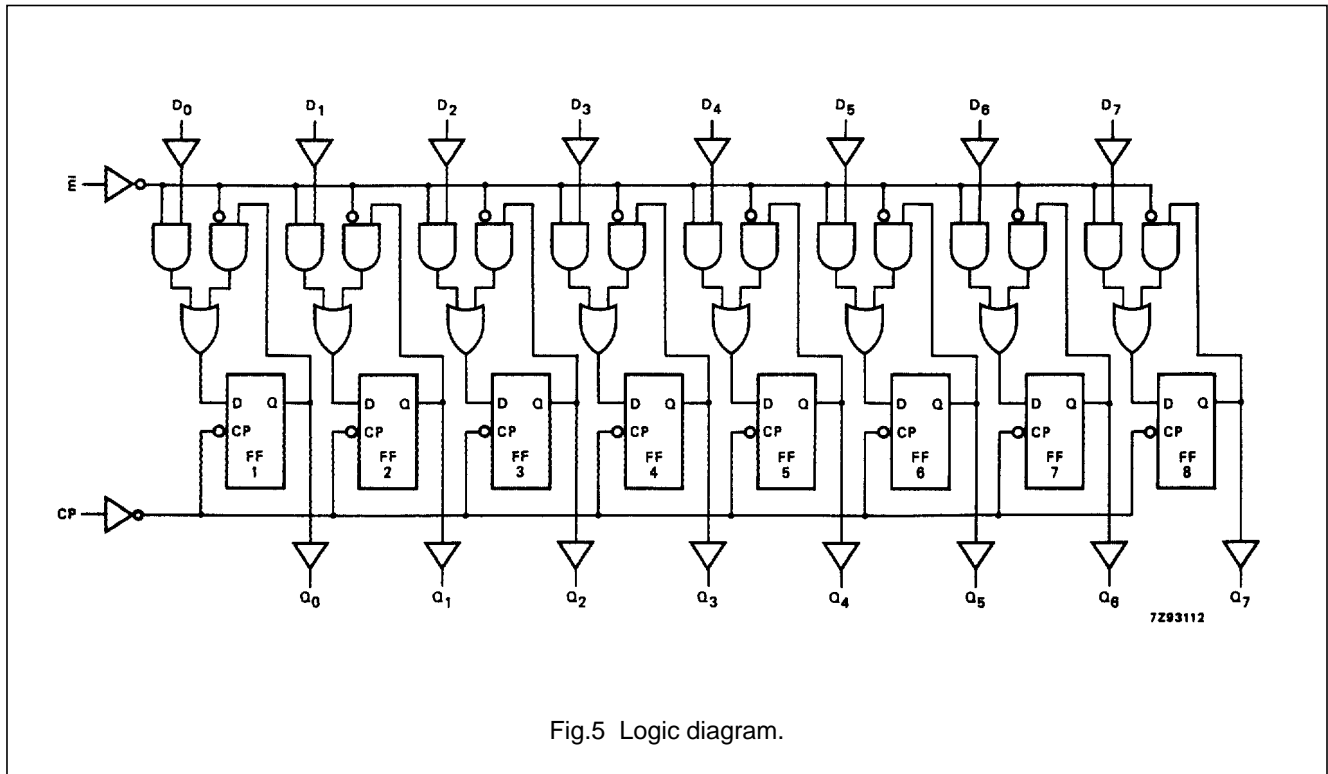 D0 D1 D2 D3 D4 D5 D6 D7
E̅
D Q D Q D Q D Q D Q D Q D Q D Q
CP CP CP CP CP CP CP CP
FF FF FF FF FF FF FF FF
1 2 3 4 5 6 7 8
CP
Q0 Q1 Q2 Q3 Q4 Q5 Q6 Q7
7Z93112
Fig.5 Logic diagram.